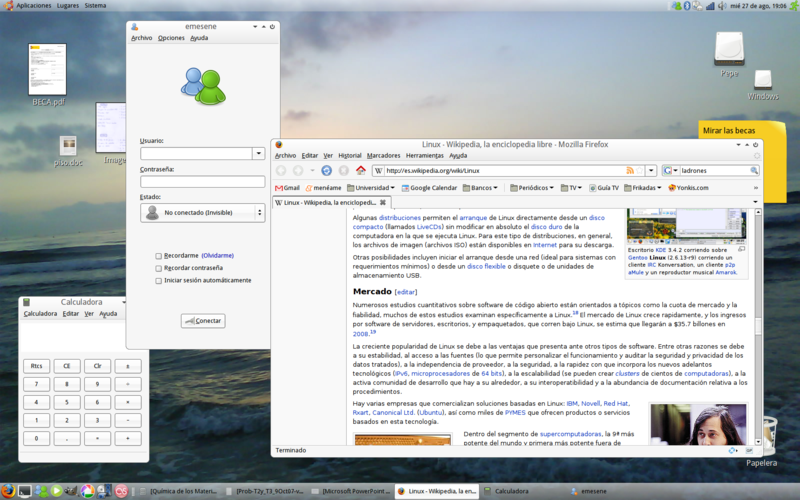 Aplicaciones Lugares Sistema
mié 27 de ago, 19:06
BECA.pdf
piso.doc
Image
Pepe
Windows
Mirar las becas
Papelera
emesene
Archivo Opciones Ayuda
Usuario:
Contraseña:
Estado:
No conectado (Invisible)
Recordarme (Olvidarme)
Recordar contraseña
Iniciar sesión automáticamente
Conectar
Calculadora
Calculadora Editar Ver Ayuda
Rtcs CE Clr ±
7 8 9 ÷
4 5 6 ×
1 2 3 -
0 . = +
Linux - Wikipedia, la enciclopedia libre - Mozilla Firefox
Archivo Editar Ver Historial Marcadores Herramientas Ayuda
http://es.wikipedia.org/wiki/Linux
ladrones
Gmail menéame Universidad Google Calendar Bancos Periódicos TV Guía TV Frikadas Yonkis.com
Linux - Wikipedia, la enciclopedi...
Algunas distribuciones permiten el arranque de Linux directamente desde un disco
compacto (llamados LiveCDs) sin modificar en absoluto el disco duro de la
computadora en la que se ejecuta Linux. Para este tipo de distribuciones, en general,
los archivos de imagen (archivos ISO) están disponibles en Internet para su descarga.
Otras posibilidades incluyen iniciar el arranque desde una red (ideal para sistemas con
requerimientos mínimos) o desde un disco flexible o disquete o de unidades de
almacenamiento USB.
Escritorio KDE 3.4.2 corriendo sobre
Gentoo Linux (2.6.13-r9) corriendo un
cliente IRC Konversation, un cliente p2p
aMule y un reproductor musical Amarok.
Mercado [editar]
Numerosos estudios cuantitativos sobre software de código abierto están orientados a tópicos como la cuota de mercado y la
fiabilidad, muchos de estos estudios examinan específicamente a Linux.18 El mercado de Linux crece rapidamente, y los ingresos
por software de servidores, escritorios, y empaquetados, que corren bajo Linux, se estima que llegarán a $35.7 billones en
2008.19
La creciente popularidad de Linux se debe a las ventajas que presenta ante otros tipos de software. Entre otras razones se debe
a su estabilidad, al acceso a las fuentes (lo que permite personalizar el funcionamiento y auditar la seguridad y privacidad de los
datos tratados), a la independencia de proveedor, a la seguridad, a la rapidez con que incorpora los nuevos adelantos
tecnológicos (IPv6, microprocesadores de 64 bits), a la escalabilidad (se pueden crear clusters de cientos de computadoras), a la
activa comunidad de desarrollo que hay a su alrededor, a su interoperabilidad y a la abundancia de documentación relativa a los
procedimientos.
Hay varias empresas que comercializan soluciones basadas en Linux: IBM, Novell, Red Hat,
Rxart, Canonical Ltd. (Ubuntu), así como miles de PYMES que ofrecen productos o servicios
basados en esta tecnología.
Dentro del segmento de supercomputadoras, la 9ª más
potente del mundo y primera más potente fuera de
Terminado
[Química de los Materi... [Prob-T2y_T3_9Oct07-v... [Microsoft PowerPoint ... Linux - Wikipedia, la en... Calculadora emesene